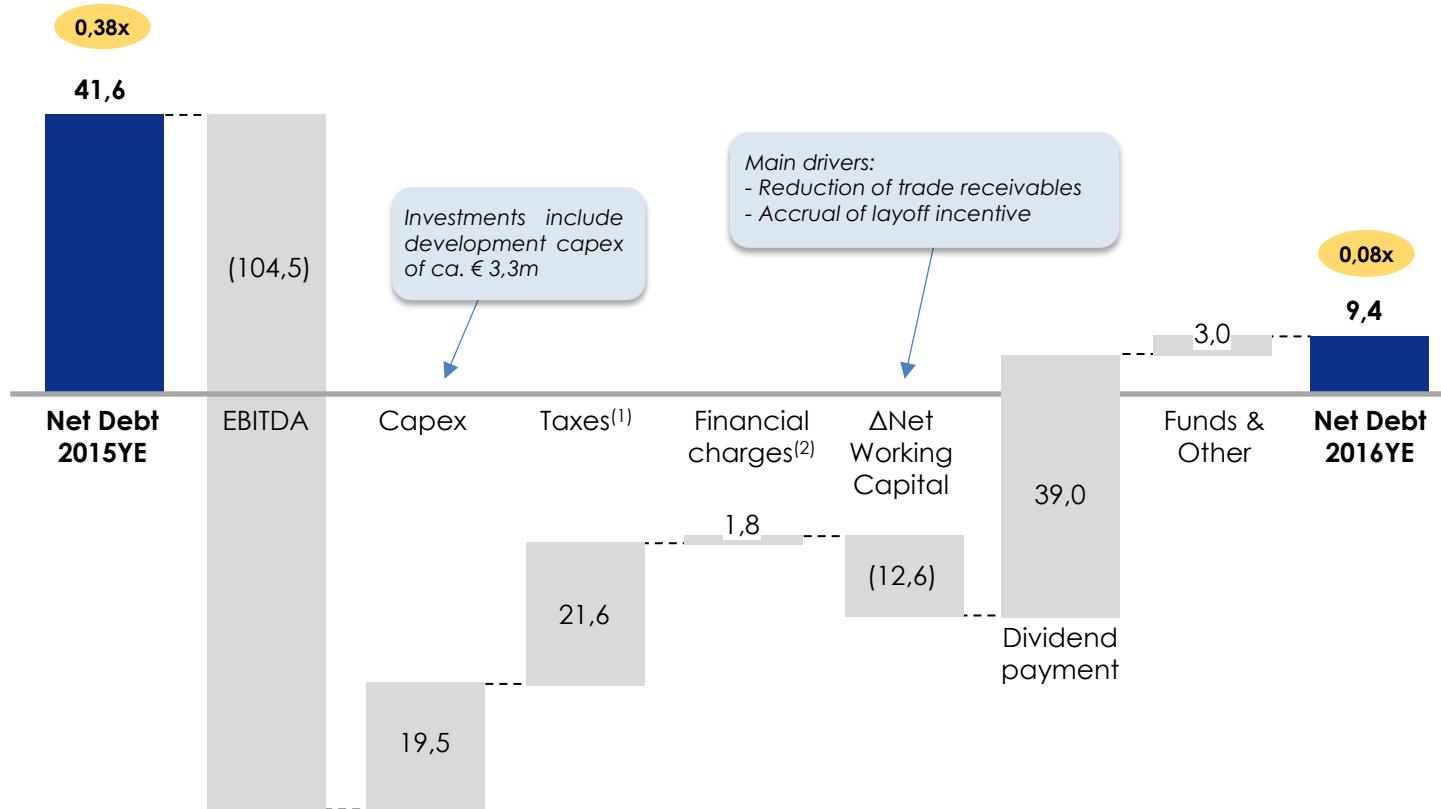 0,38x
41,6
(104,5)
Investments include
development capex
of ca. € 3,3m
Main drivers:
- Reduction of trade receivables
- Accrual of layoff incentive
0,08x
9,4
3,0
Net Debt
2015YE
EBITDA
Capex
Taxes(1)
Financial
charges(2)
ΔNet
Working
Capital
Funds &
Other
Net Debt
2016YE
39,0
1,8
(12,6)
21,6
Dividend
payment
19,5